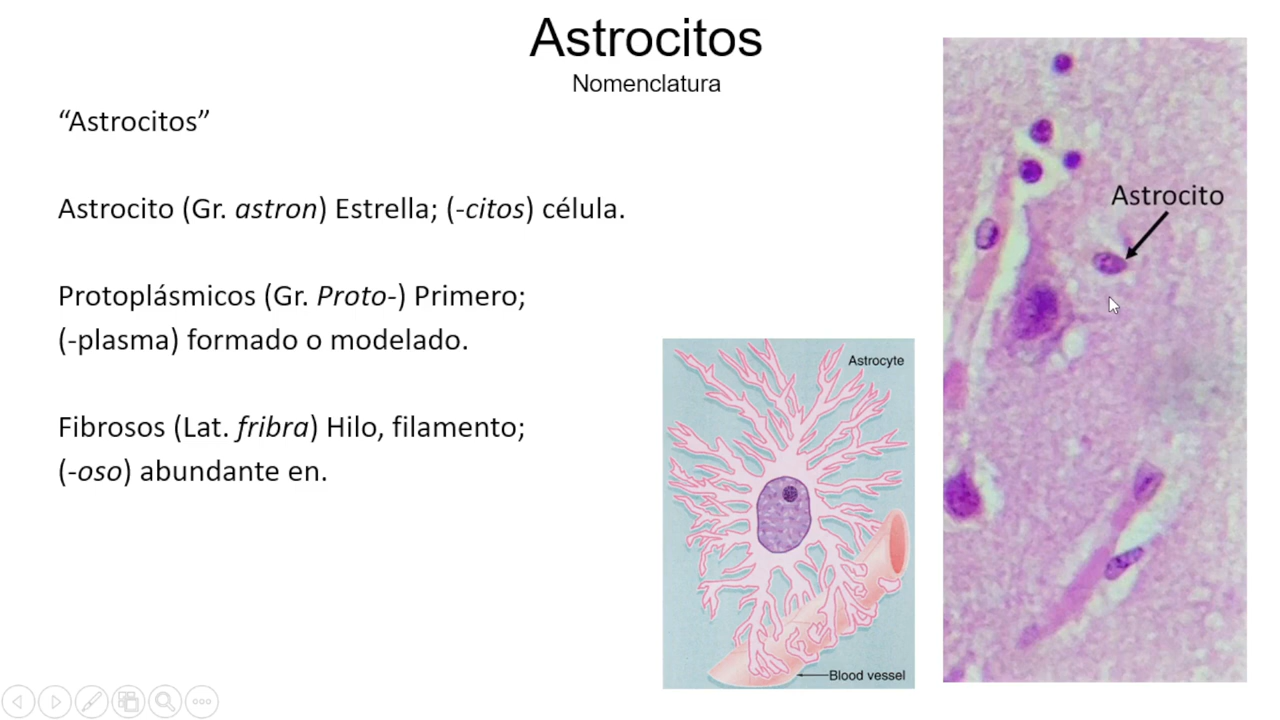 Astrocitos
Nomenclatura
“Astrocitos”
Astrocito (Gr. astron) Estrella; (-citos) célula.
Protoplásmicos (Gr. Proto-) Primero;
(-plasma) formado o modelado.
Fibrosos (Lat. fribra) Hilo, filamento;
(-oso) abundante en.
Astrocyte
Blood vessel
Astrocito